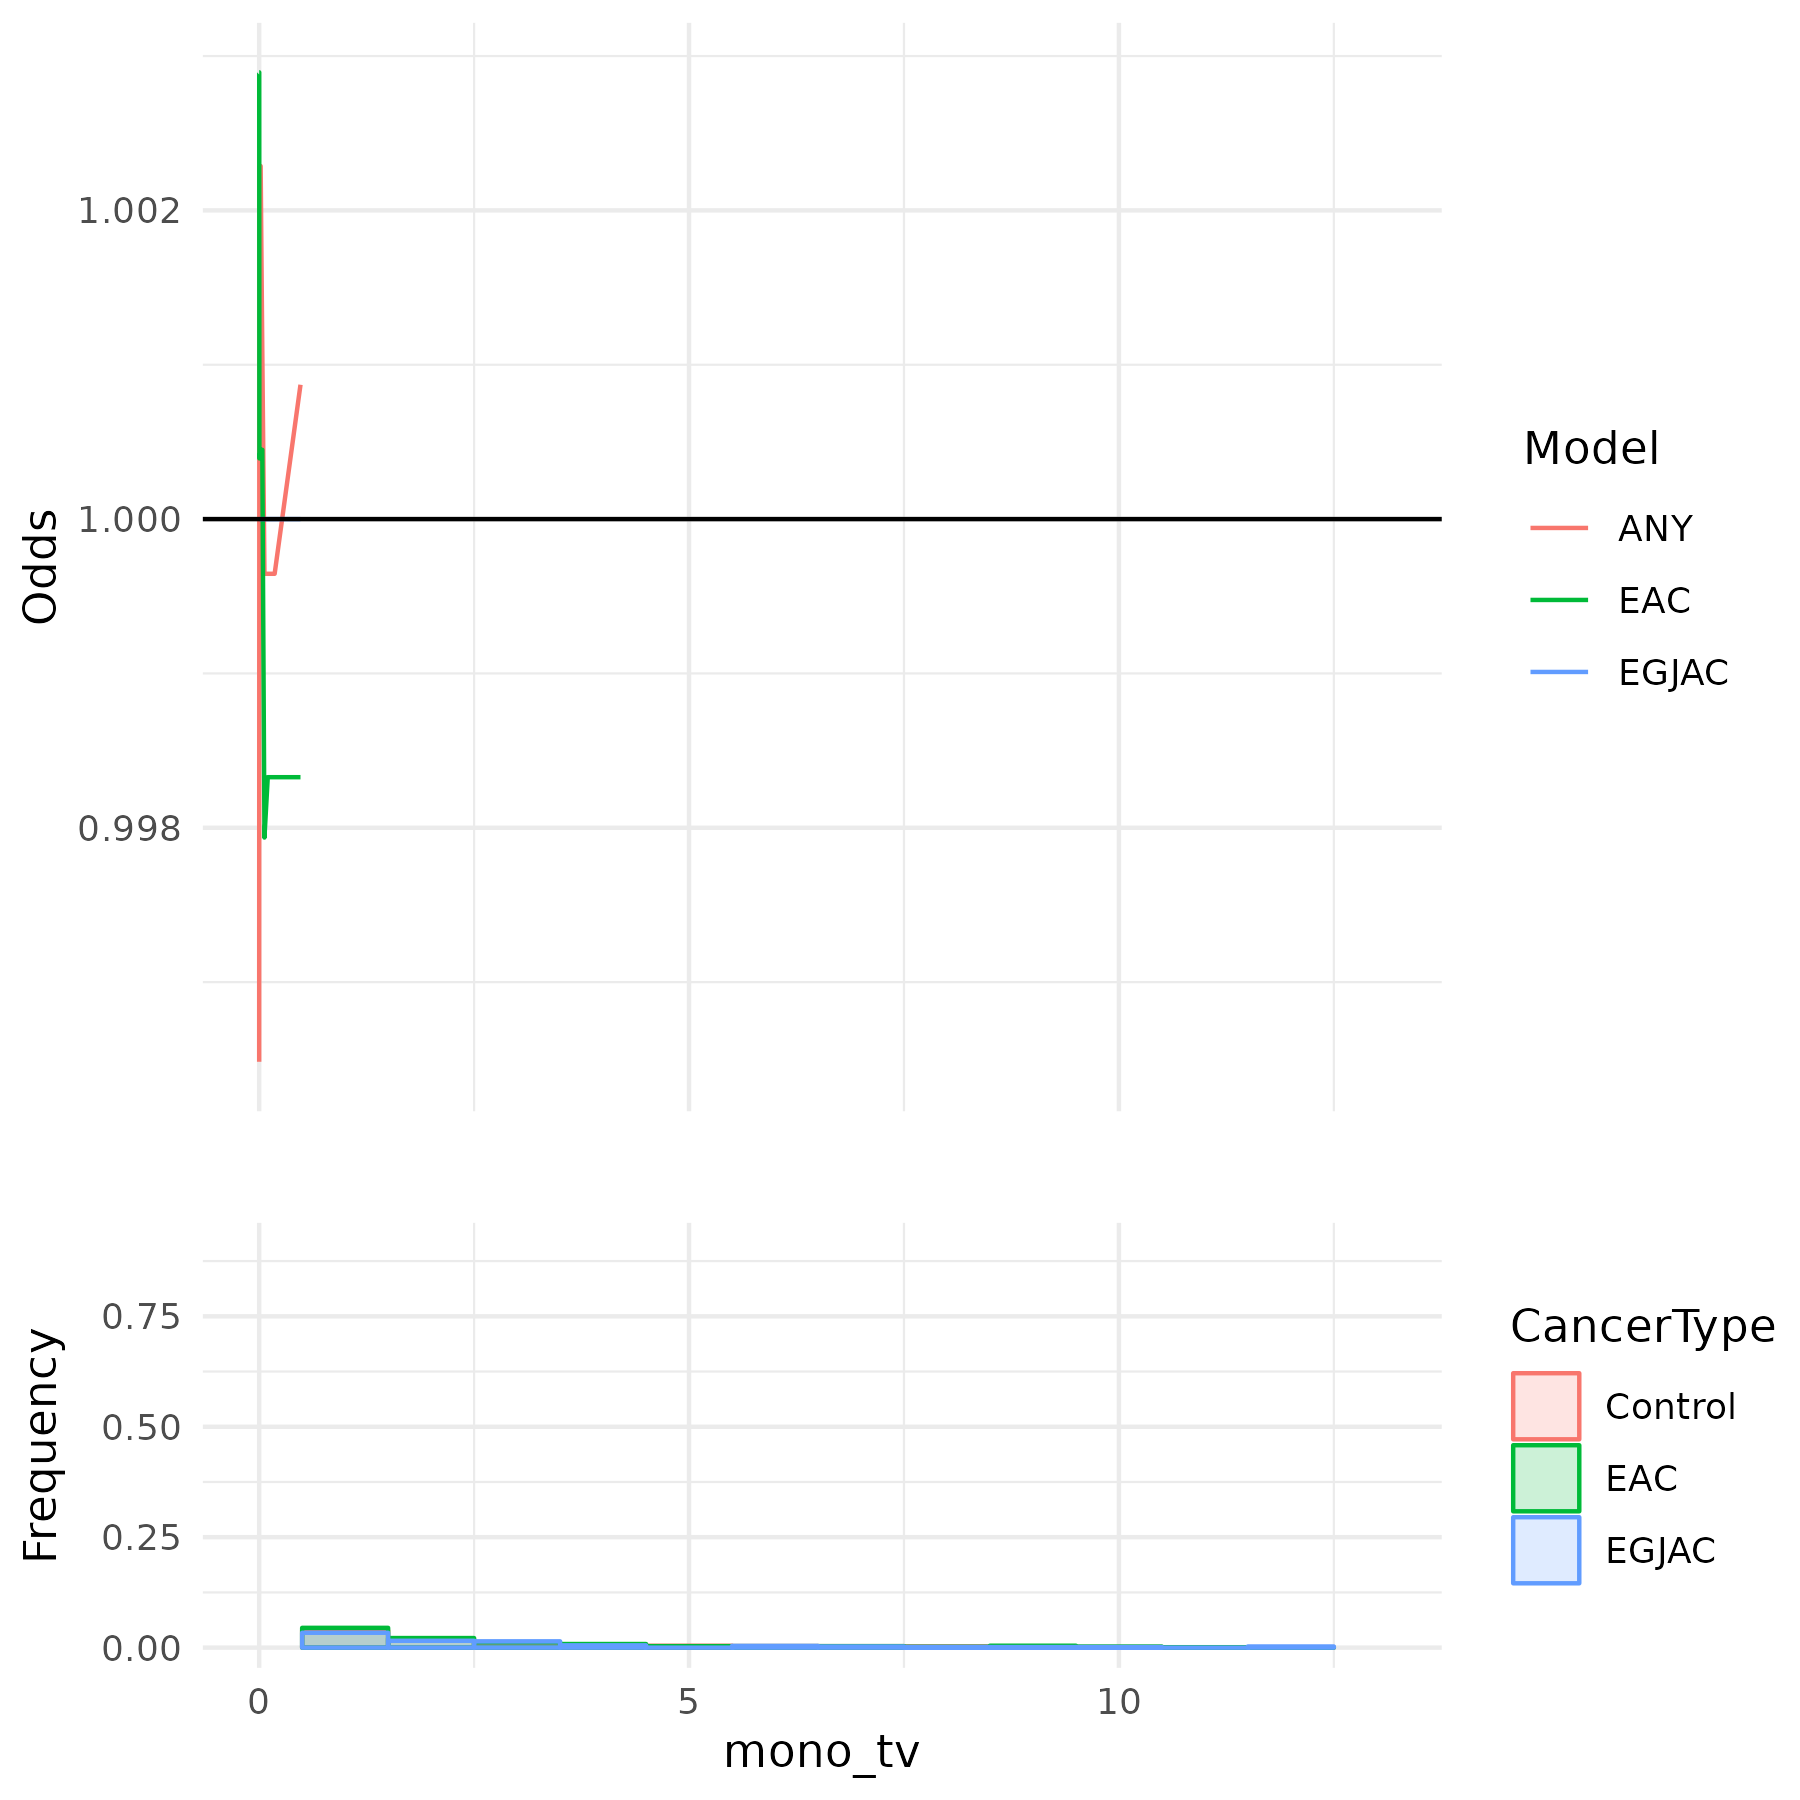 Odds
1.002
1.000
0.998
Model
ANY
EAC
EGJAC
Frequency
0.75
0.50
0.25
0.00
0
5
10
mono_tv
CancerType
Control
EAC
EGJAC